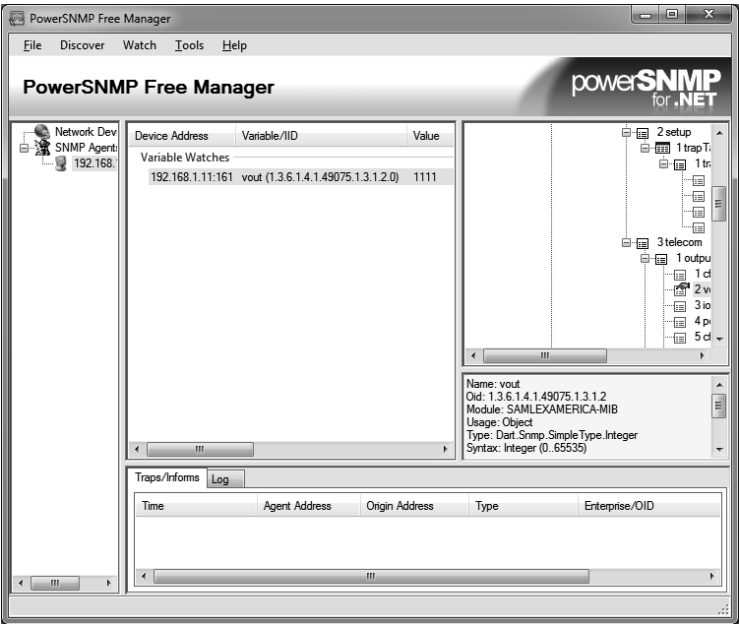 PowerSNMP Free Manager
File Discover Watch Tools Help
PowerSNMP Free Manager
powerSNMP
for .NET
Network Dev
SNMP Agent
192.168.
Device Address Variable/IID Value
Variable Watches
192.168.1.11:161 vout (1.3.6.1.4.1.49075.1.3.1.2.0) 1111
2 setup
1 trapT
1 tr
3 telecom
1 outpu
1 cl
2 v
3 io
4 p
5 cl
Name: vout
Oid: 1.3.6.1.4.1.49075.1.3.1.2
Module: SAMLEXAMERICA-MIB
Usage: Object
Type: Dart.Snmp.SimpleType.Integer
Syntax: Integer (0..65535)
Traps/Informs Log
Time Agent Address Origin Address Type Enterprise/OID